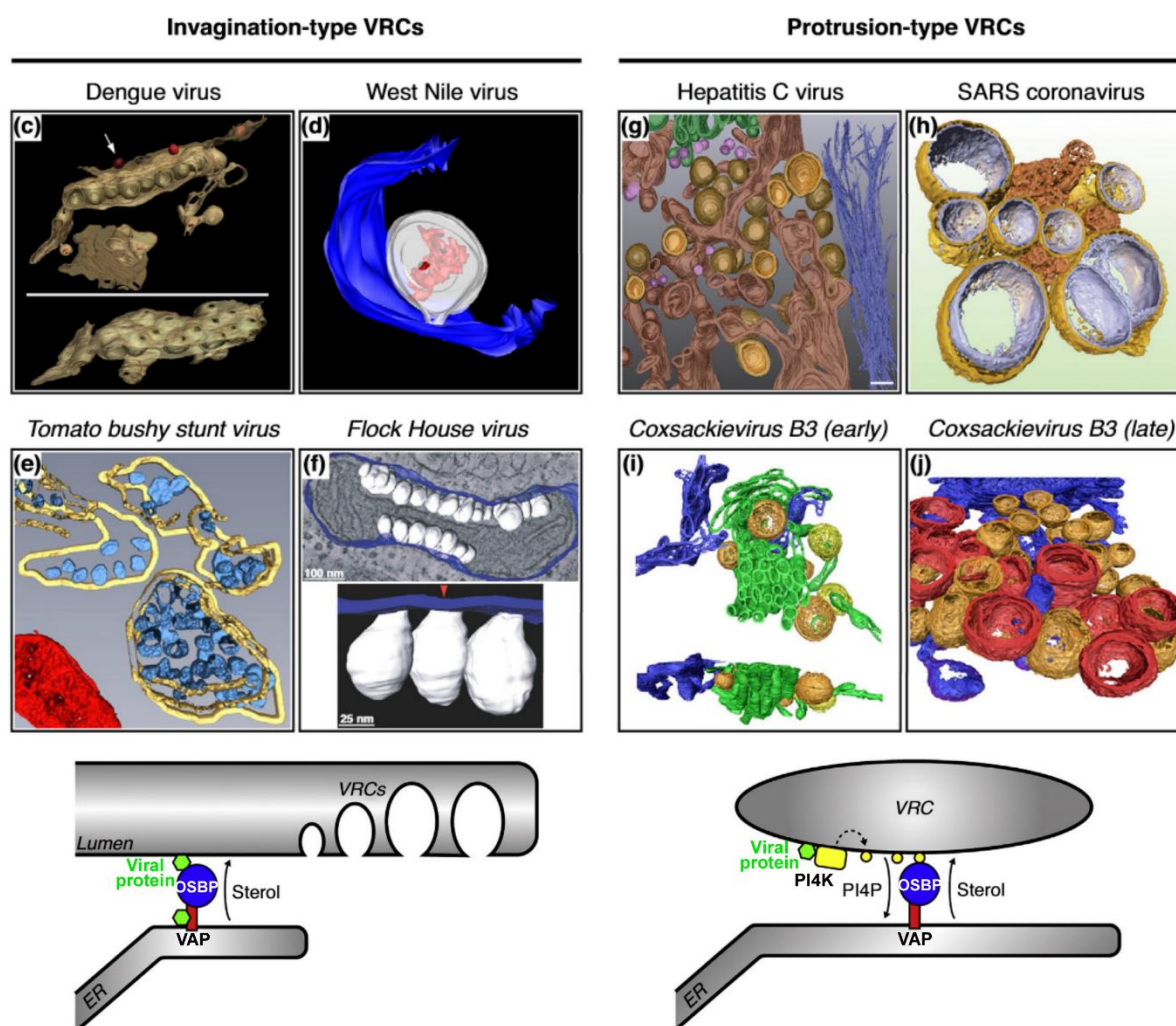 Invagination-type VRCs
Protrusion-type VRCs
Dengue virus
West Nile virus
Hepatitis C virus
SARS coronavirus
(c)
(d)
(g)
(h)
Tomato bushy stunt virus
Flock House virus
Coxsackievirus B3 (early)
Coxsackievirus B3 (late)
(e)
(f)
(i)
(j)
100 nm
25 nm
VRCs
Lumen
Viral
protein
OSBP
Sterol
VAP
ER
VRC
Viral
protein
PI4K
PI4P
OSBP
Sterol
VAP
ER